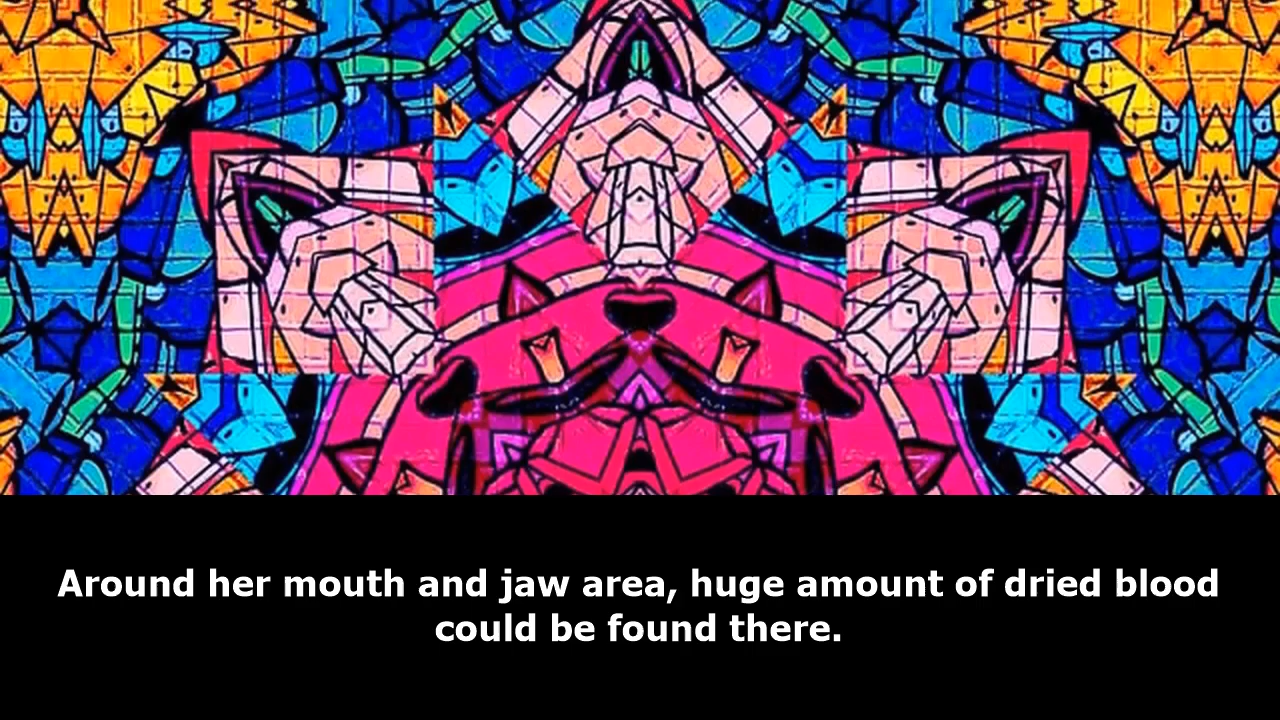 Around her mouth and jaw area, huge amount of dried blood
could be found there.